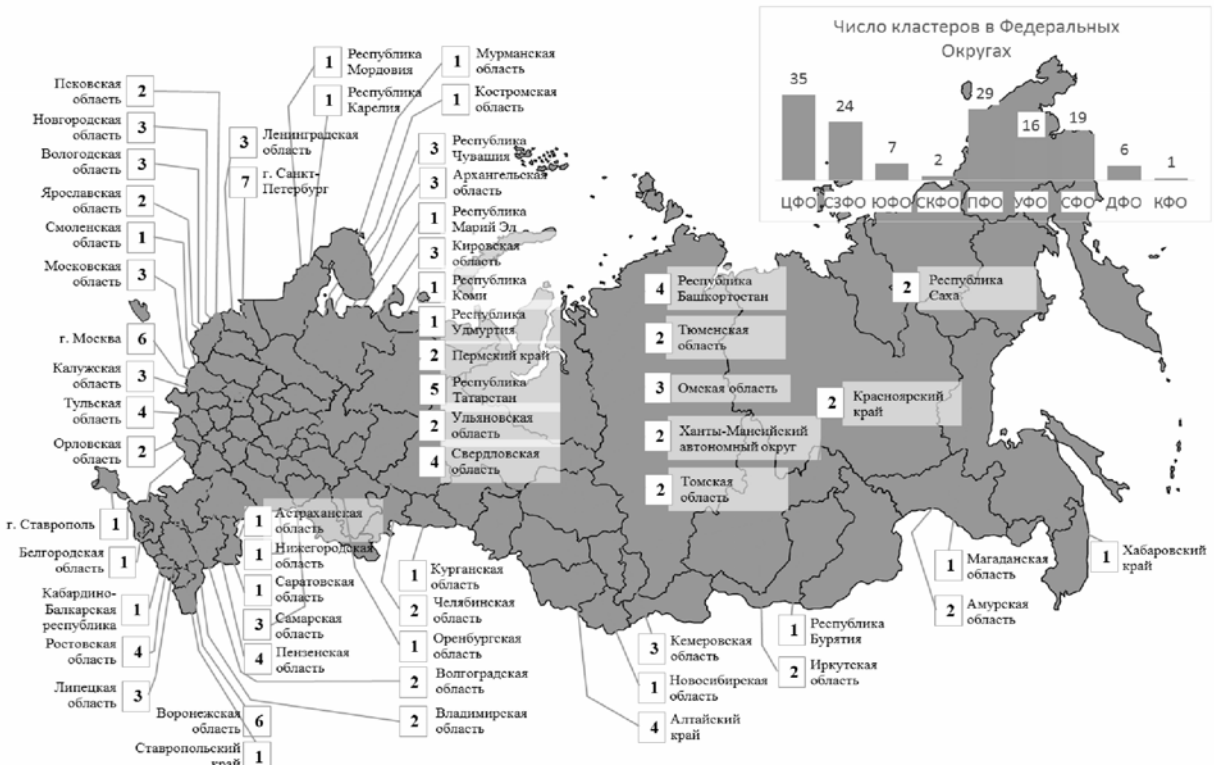 Число кластеров в Федеральных
Округах
35
24
7
2
29
16
19
6
1
ЦФО СЗФО ЮФО СКФО ПФО УФО СФО ДФО КФО
Псковская
область
2
Новгородская
область
3
Вологодская
область
3
Ярославская
область
2
Смоленская
область
1
Московская
область
3
г. Москва
6
Калужская
область
3
Тульская
область
4
Орловская
область
2
г. Ставрополь
1
Белгородская
область
1
Кабардино-
Балкарская
республика
1
Ростовская
область
4
Липецкая
область
3
Воронежская
область
6
Ставропольский
край
1
1
Республика
Мордовия
1
Республика
Карелия
3
Ленинградская
область
7
г. Санкт-
Петербург
1
Мурманская
область
1
Костромская
область
3
Республика
Чувашия
3
Архангельская
область
1
Республика
Марий Эл
3
Кировская
область
1
Республика
Коми
1
Республика
Удмуртия
2
Пермский край
5
Республика
Татарстан
2
Ульяновская
область
4
Свердловская
область
4
Республика
Башкортостан
2
Тюменская
область
3
Омская область
2
Ханты-Мансийский
автономный округ
2
Томская
область
2
Республика
Саха
2
Красноярский
край
1
Астраханская
область
1
Нижегородская
область
1
Саратовская
область
3
Самарская
область
4
Пензенская
область
1
Курганская
область
2
Челябинская
область
1
Оренбургская
область
2
Волгоградская
область
2
Владимирская
область
3
Кемеровская
область
1
Новосибирская
область
4
Алтайский
край
1
Республика
Бурятия
2
Иркутская
область
1
Магаданская
область
2
Амурская
область
1
Хабаровский
край